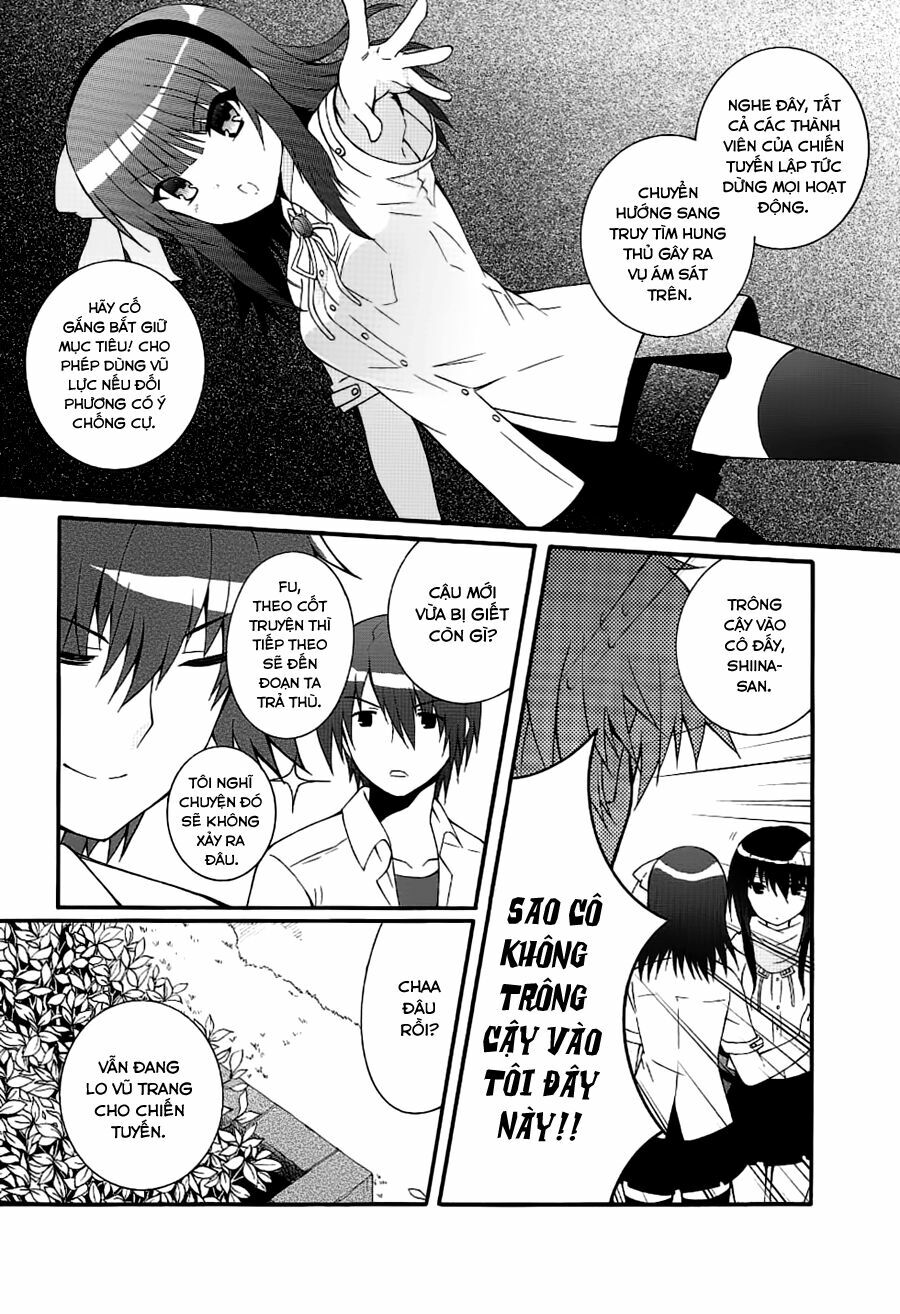 NGHE ĐÂY, TẤT
CẢ CÁC THÀNH
VIÊN CỦA CHIẾN
TUYẾN LẬP TỨC
DỪNG MỌI HOẠT
ĐỘNG.
CHUYỂN
HƯỚNG SANG
TRUY TÌM HUNG
THỦ GÂY RA
VỤ ÁM SÁT
TRÊN.
HÃY CỐ
GẮNG BẮT GIỮ
MỤC TIÊU! CHO
PHÉP DÙNG VŨ
LỰC NẾU ĐỐI
PHƯƠNG CÓ Ý
CHỐNG CỰ.
TRÔNG
CẬY VÀO
CÔ ĐẤY,
SHIINA-
SAN.
SAO CÔ
KHÔNG
TRÔNG
CẬY VÀO
TÔI ĐÂY
NÀY!!
CẬU MỚI
VỪA BỊ GIẾT
CÒN GÌ?
FU,
THEO CỐT
TRUYỆN THÌ
TIẾP THEO
SẼ ĐẾN
ĐOẠN TA
TRẢ THÙ.
TÔI NGHĨ
CHUYỆN ĐÓ
SẼ KHÔNG
XẢY RA
ĐÂU.
CHAA
ĐÂU
RỒI?
VẪN ĐANG
LO VŨ TRANG
CHO CHIẾN
TUYẾN.